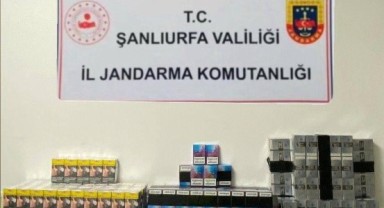 T.C.
ŞANLIURFA VALİLİĞİ
İL JANDARMA KOMUTANLIĞI